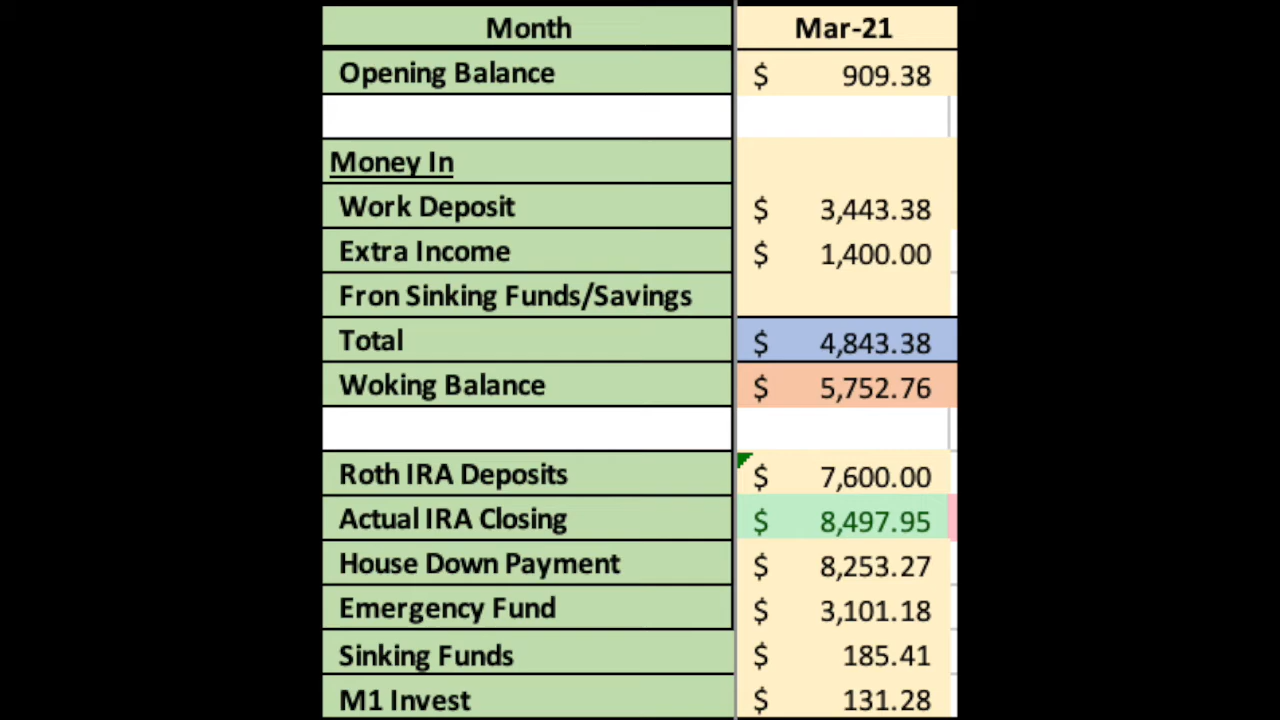 Month Mar-21
Opening Balance $ 909.38
Money In
Work Deposit $ 3,443.38
Extra Income $ 1,400.00
Fron Sinking Funds/Savings
Total $ 4,843.38
Woking Balance $ 5,752.76
Roth IRA Deposits $ 7,600.00
Actual IRA Closing $ 8,497.95
House Down Payment $ 8,253.27
Emergency Fund $ 3,101.18
Sinking Funds $ 185.41
M1 Invest $ 131.28